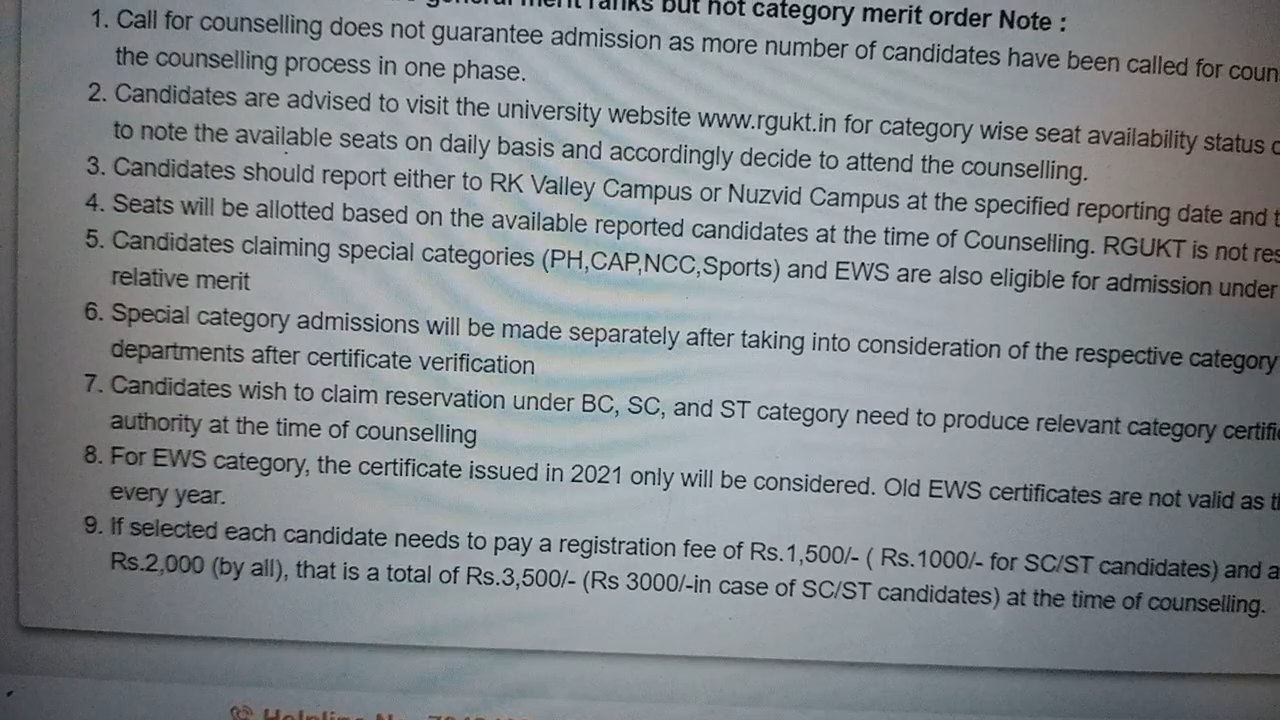 ranks but not category merit order Note :
1. Call for counselling does not guarantee admission as more number of candidates have been called for coun
the counselling process in one phase.
2. Candidates are advised to visit the university website www.rgukt.in for category wise seat availability status
to note the available seats on daily basis and accordingly decide to attend the counselling.
3. Candidates should report either to RK Valley Campus or Nuzvid Campus at the specified reporting date and t
4. Seats will be allotted based on the available reported candidates at the time of Counselling. RGUKT is not res
5. Candidates claiming special categories (PH,CAP,NCC,Sports) and EWS are also eligible for admission under
relative merit
6. Special category admissions will be made separately after taking into consideration of the respective category
departments after certificate verification
7. Candidates wish to claim reservation under BC, SC, and ST category need to produce relevant category certific
authority at the time of counselling
8. For EWS category, the certificate issued in 2021 only will be considered. Old EWS certificates are not valid as th
every year.
9. If selected each candidate needs to pay a registration fee of Rs.1,500/- ( Rs.1000/- for SC/ST candidates) and a
Rs.2,000 (by all), that is a total of Rs.3,500/- (Rs 3000/-in case of SC/ST candidates) at the time of counselling.
Helpline No